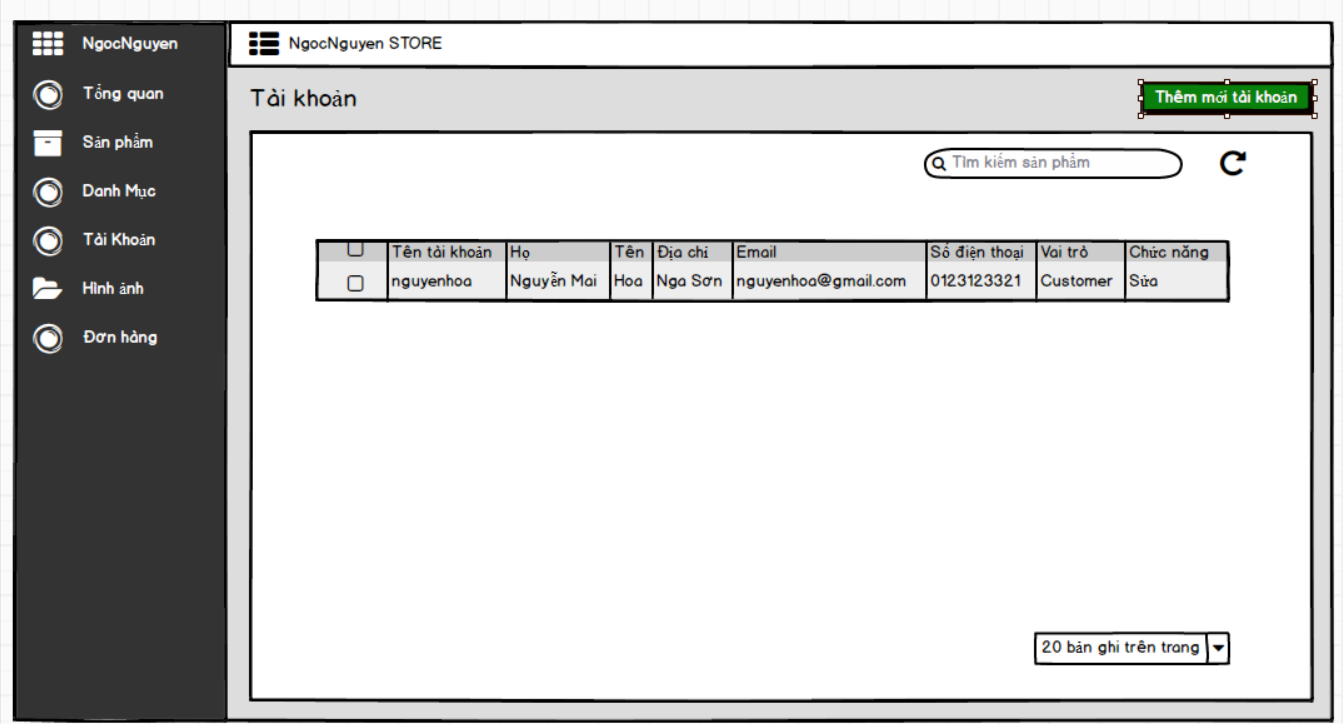 NgocNguyen
Tổng quan
Sản phẩm
Danh Mục
Tài Khoản
Hình ảnh
Đơn hàng
NgocNguyen STORE
Tài khoản
Thêm mới tài khoản
Tìm kiếm sản phẩm
Tên tài khoản Họ Tên Địa chỉ Email Số điện thoại Vai trò Chức năng
nguyenhoa Nguyễn Mai Hoa Nga Sơn nguyenhoa@gmail.com 0123123321 Customer Sửa
20 bản ghi trên trang